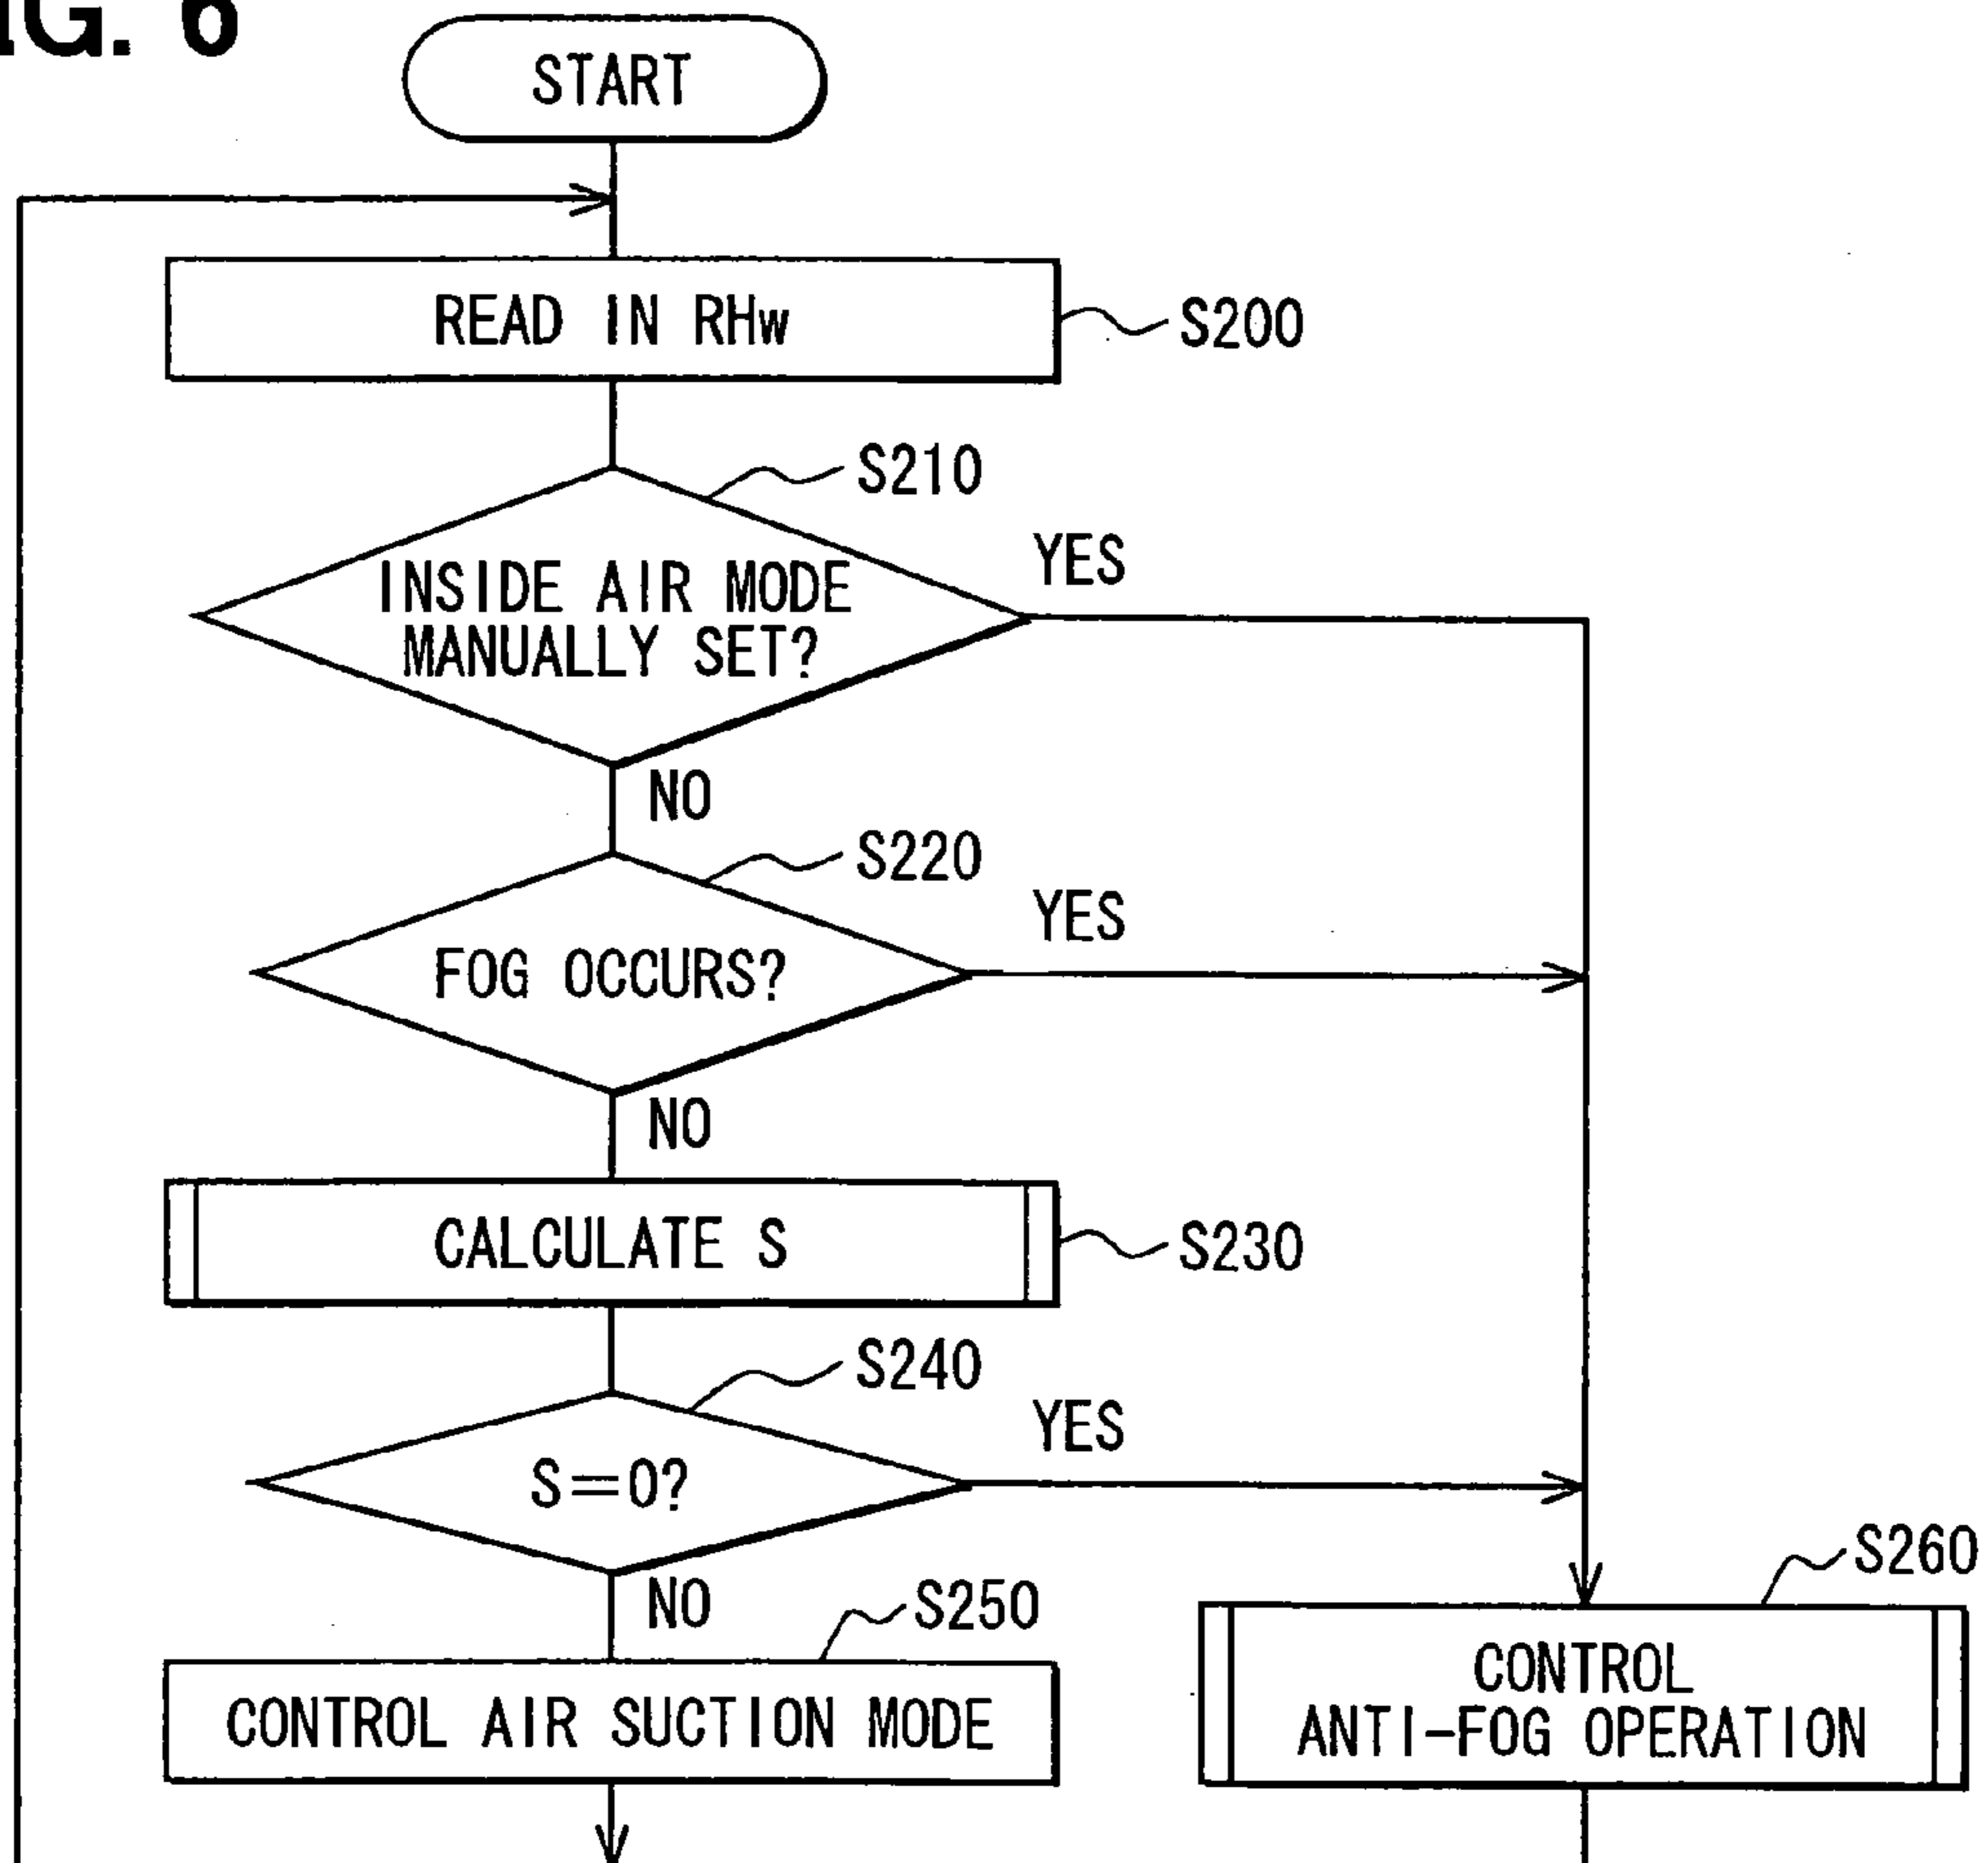 IG. 6
START
READ IN RHw
S200
S210
INSIDE AIR MODE
MANUALLY SET?
YES
NO
S220
FOG OCCURS?
YES
NO
CALCULATE S
S230
S240
S=0?
YES
NO
S250
CONTROL AIR SUCTION MODE
S260
CONTROL
ANTI-FOG OPERATION